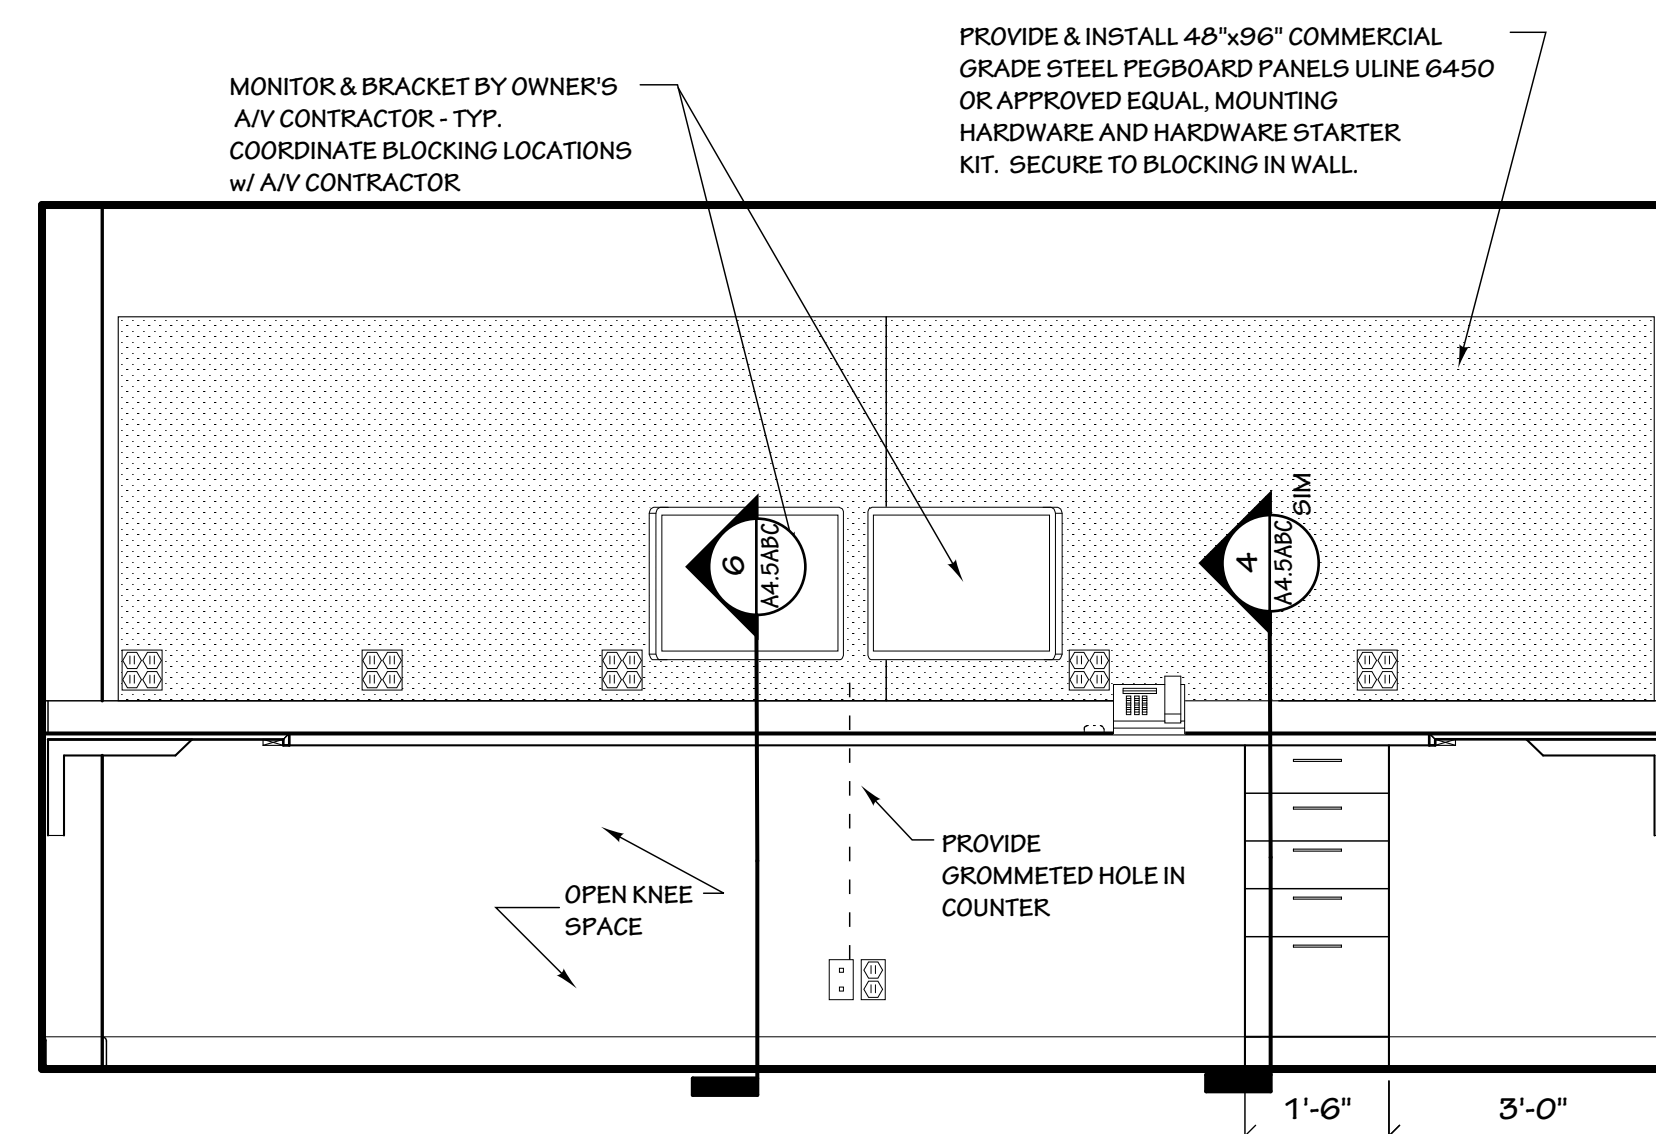 PROVIDE & INSTALL 48"x96" COMMERCIAL
GRADE STEEL PEGBOARD PANELS ULINE 6450
OR APPROVED EQUAL, MOUNTING
HARDWARE AND HARDWARE STARTER
KIT. SECURE TO BLOCKING IN WALL.
MONITOR & BRACKET BY OWNER'S
A/V CONTRACTOR - TYP.
COORDINATE BLOCKING LOCATIONS
w/ A/V CONTRACTOR
6
A4.5ABC
4
A4.5ABC
SIM
PROVIDE
GROMMETED HOLE IN
COUNTER
OPEN KNEE
SPACE
1'-6"
3'-0"